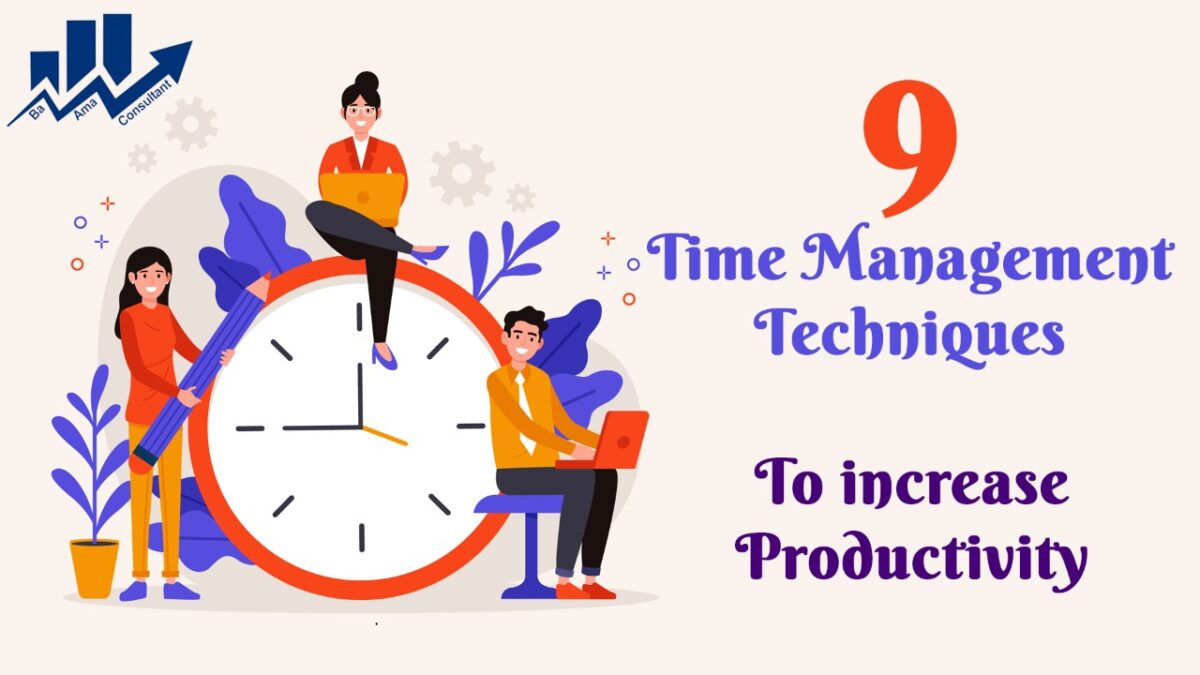 Ba Ama Consultant
9
Time Management
Techniques
To increase
Productivity